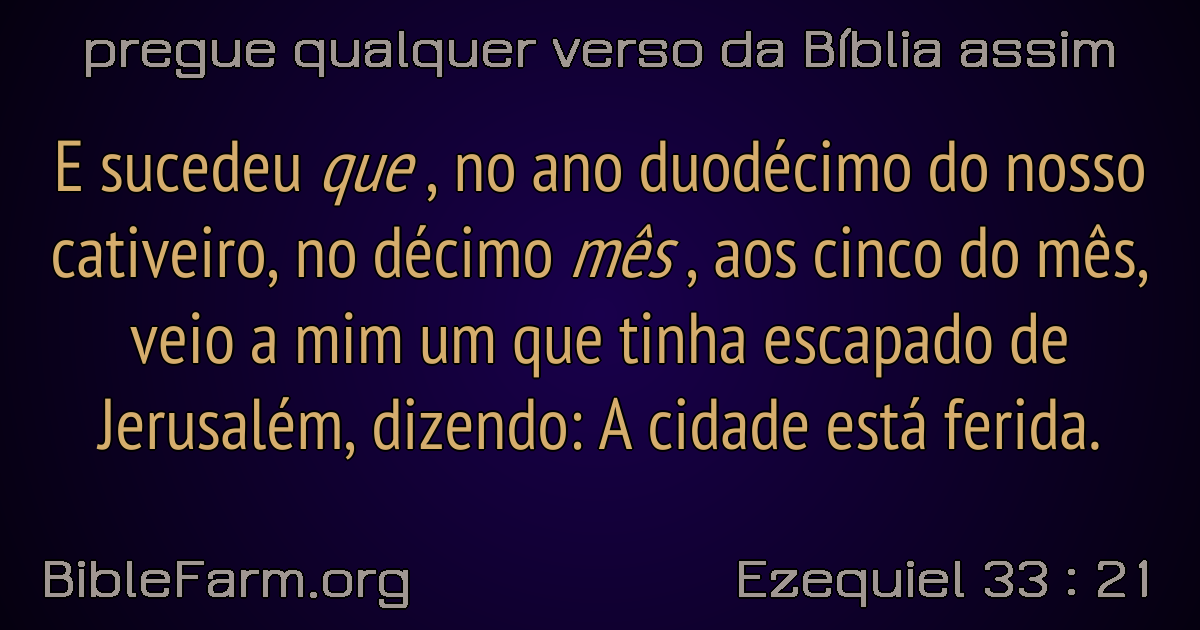 pregue qualquer verso da Bíblia assim
E sucedeu que , no ano duodécimo do nosso
cativeiro, no décimo mês , aos cinco do mês,
veio a mim um que tinha escapado de
Jerusalém, dizendo: A cidade está ferida.
BibleFarm.org
Ezequiel 33 : 21